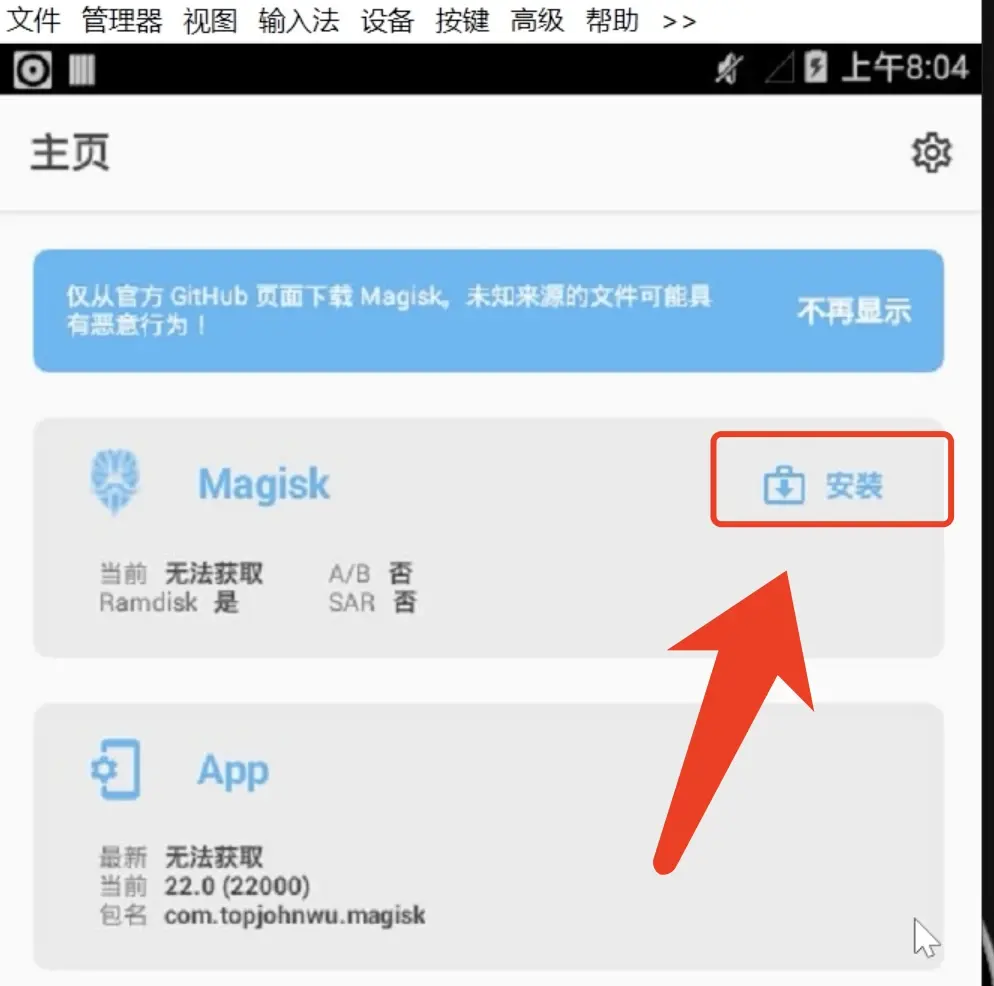 文件 管理器 视图 输入法 设备 按键 高级 帮助 >>
上午8:04
主页
仅从官方 GitHub 页面下载 Magisk，未知来源的文件可能具
有恶意行为！
不再显示
Magisk
安装
当前 无法获取 A/B 否
Ramdisk 是 SAR 否
App
最新 无法获取
当前 22.0 (22000)
包名 com.topjohnwu.magisk